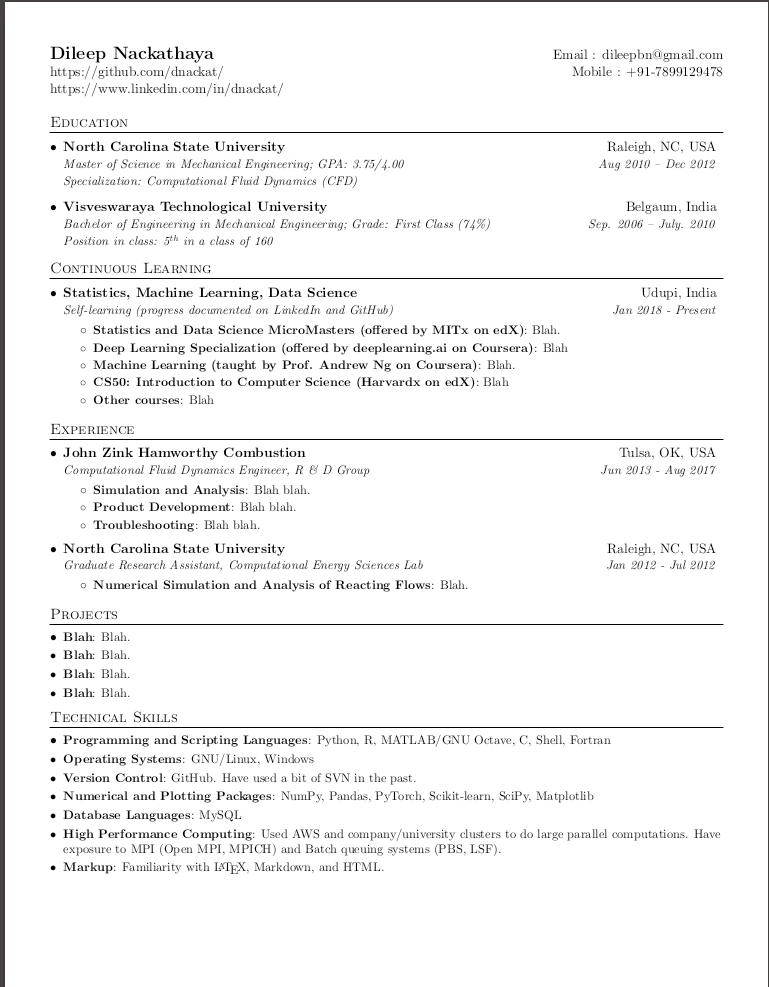 Dileep Nackathaya Email : dileepbn@gmail.com
https://github.com/dnackat/ Mobile : +91-7899129478
https://www.linkedin.com/in/dnackat/
Education
• North Carolina State University Raleigh, NC, USA
Master of Science in Mechanical Engineering; GPA: 3.75/4.00 Aug 2010 – Dec 2012
Specialization: Computational Fluid Dynamics (CFD)
• Visveswaraya Technological University Belgaum, India
Bachelor of Engineering in Mechanical Engineering; Grade: First Class (74%) Sep. 2006 – July. 2010
Position in class: 5th in a class of 160
Continuous Learning
• Statistics, Machine Learning, Data Science Udupi, India
Self-learning (progress documented on LinkedIn and GitHub) Jan 2018 - Present
◦ Statistics and Data Science MicroMasters (offered by MITx on edX): Blah.
◦ Deep Learning Specialization (offered by deeplearning.ai on Coursera): Blah
◦ Machine Learning (taught by Prof. Andrew Ng on Coursera): Blah.
◦ CS50: Introduction to Computer Science (Harvardx on edX): Blah
◦ Other courses: Blah
Experience
• John Zink Hamworthy Combustion Tulsa, OK, USA
Computational Fluid Dynamics Engineer, R & D Group Jun 2013 - Aug 2017
◦ Simulation and Analysis: Blah blah.
◦ Product Development: Blah blah.
◦ Troubleshooting: Blah blah.
• North Carolina State University Raleigh, NC, USA
Graduate Research Assistant, Computational Energy Sciences Lab Jan 2012 - Jul 2012
◦ Numerical Simulation and Analysis of Reacting Flows: Blah.
Projects
• Blah: Blah.
• Blah: Blah.
• Blah: Blah.
• Blah: Blah.
Technical Skills
• Programming and Scripting Languages: Python, R, MATLAB/GNU Octave, C, Shell, Fortran
• Operating Systems: GNU/Linux, Windows
• Version Control: GitHub. Have used a bit of SVN in the past.
• Numerical and Plotting Packages: NumPy, Pandas, PyTorch, Scikit-learn, SciPy, Matplotlib
• Database Languages: MySQL
• High Performance Computing: Used AWS and company/university clusters to do large parallel computations. Have
exposure to MPI (Open MPI, MPICH) and Batch queuing systems (PBS, LSF).
• Markup: Familiarity with LATEX, Markdown, and HTML.